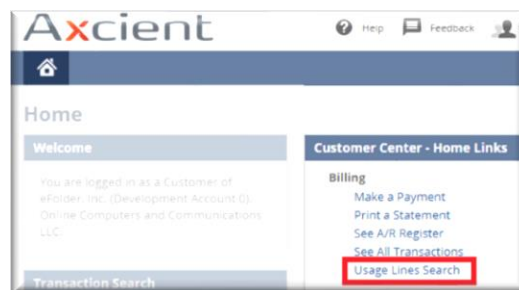 Axcient
Help
Feedback
Home
Welcome
You are logged in as a Customer of
eFolder, Inc. (Development Account 0).
Online Computers and Communications
LLC.
Transaction Search
Customer Center - Home Links
Billing
Make a Payment
Print a Statement
See A/R Register
See All Transactions
Usage Lines Search